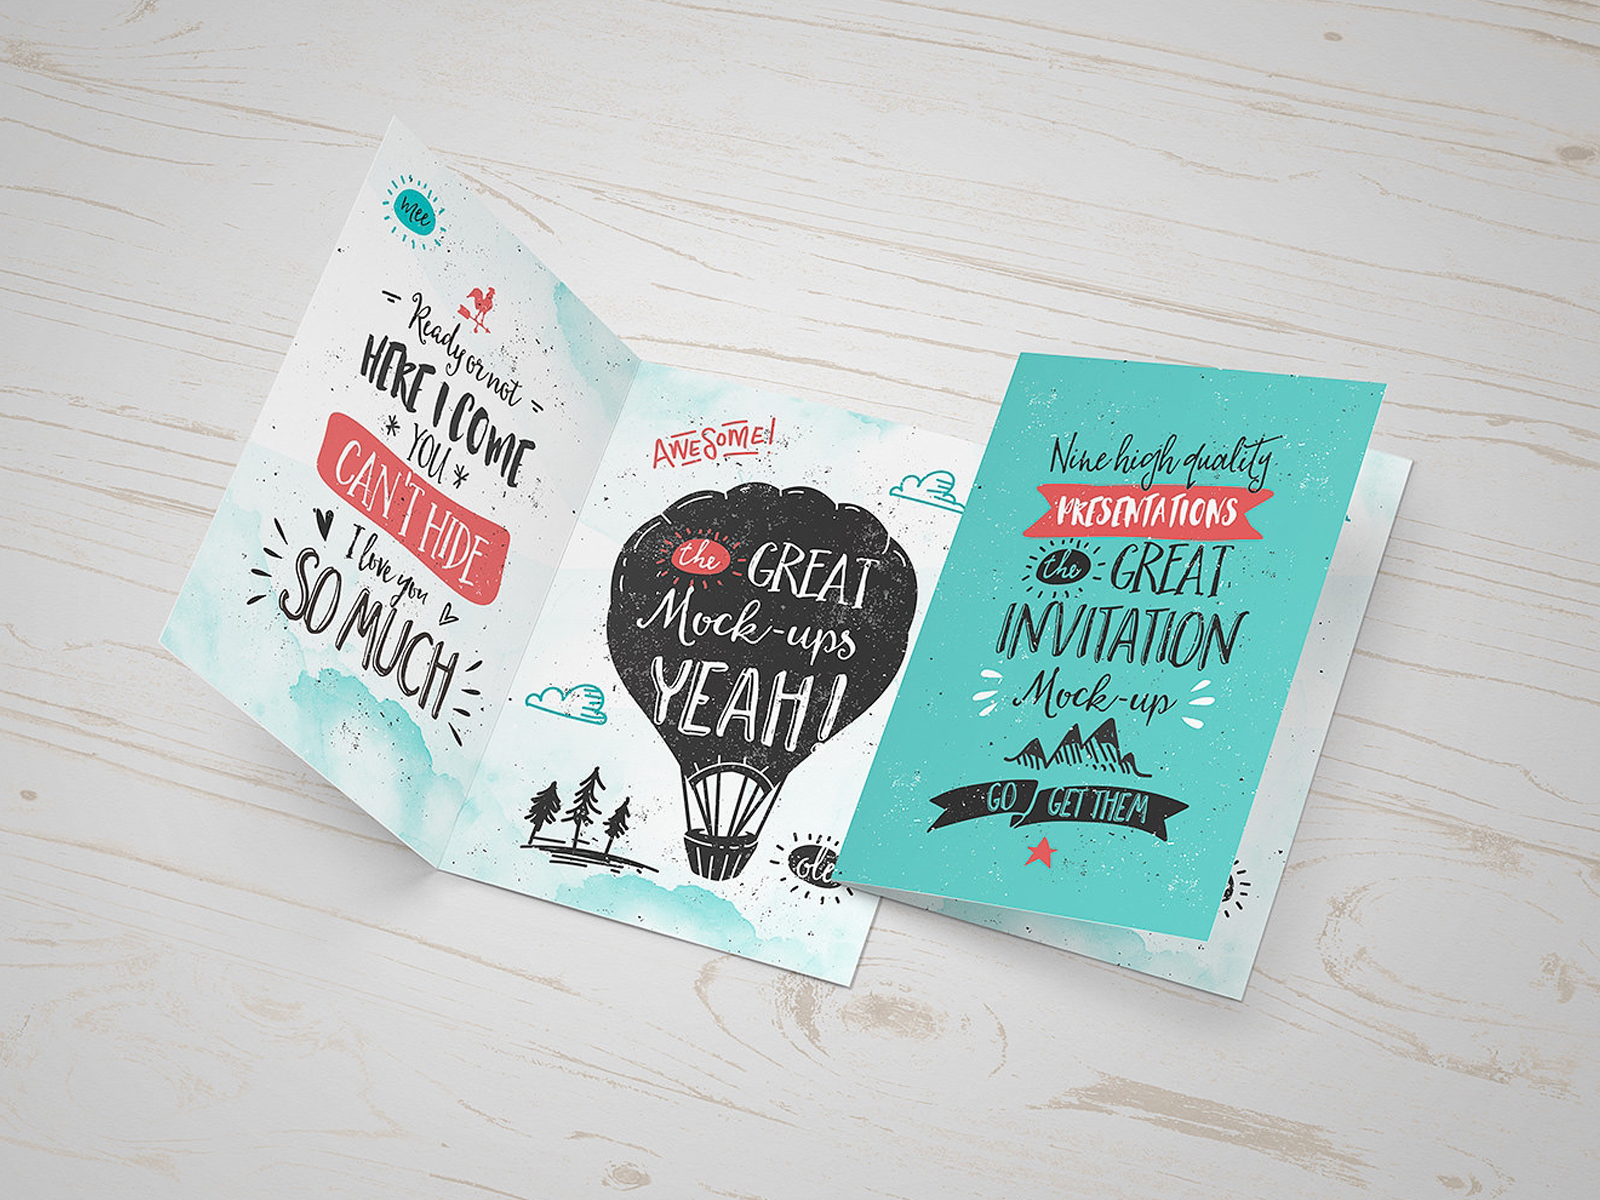 mee
Ready or not
HERE I COME
YOU
CAN'T HIDE
I love you
SO MUCH
AWESOME!
the GREAT
Mock-ups
YEAH!
ole
Nine high quality
PRESENTATIONS
the GREAT
INVITATION
Mock-up
GO GET THEM